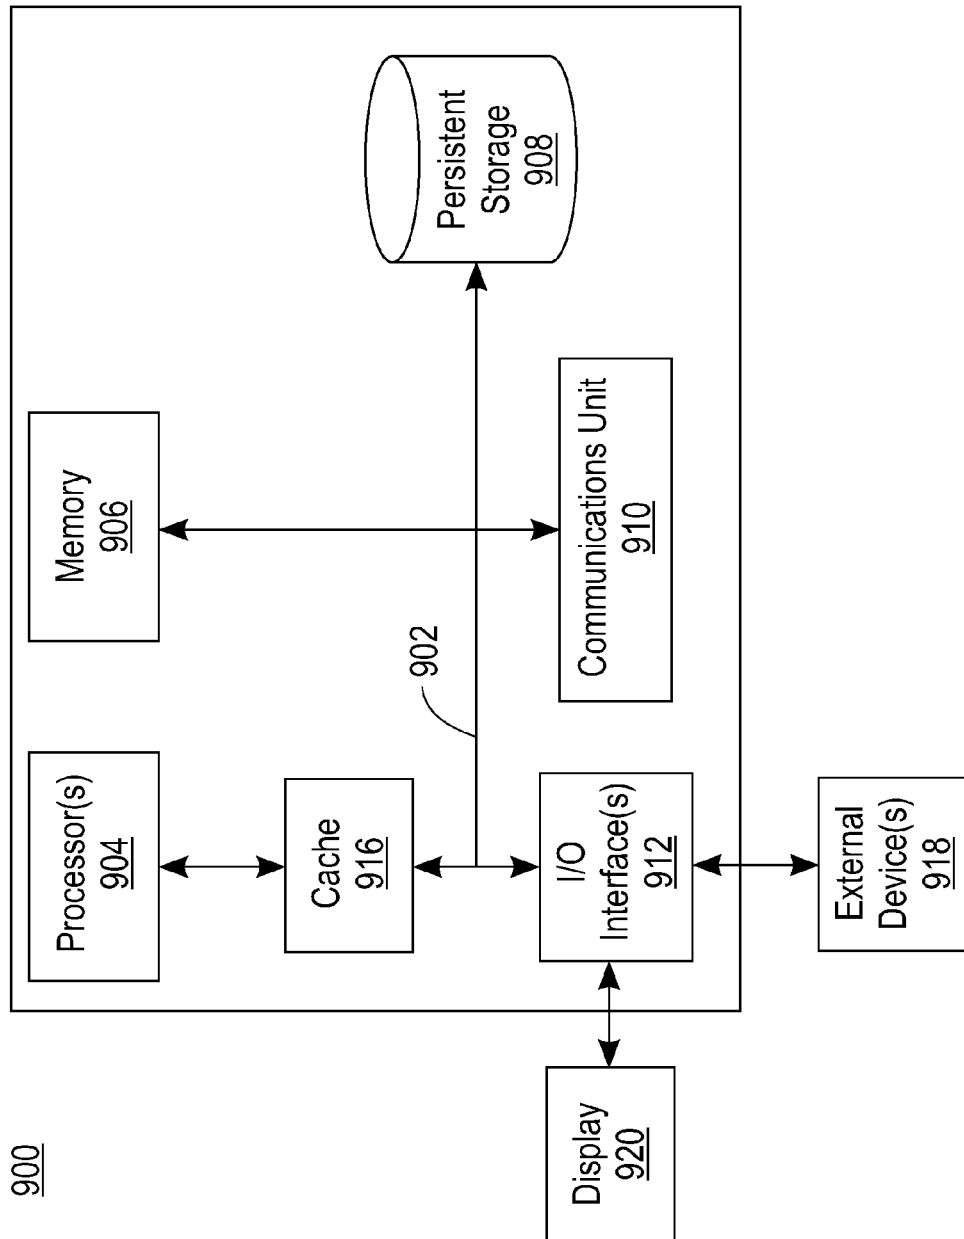 900
Processor(s)
904
Memory
906
Cache
916
902
Persistent
Storage
908
I/O
Interface(s)
912
Communications Unit
910
Display
920
External
Device(s)
918